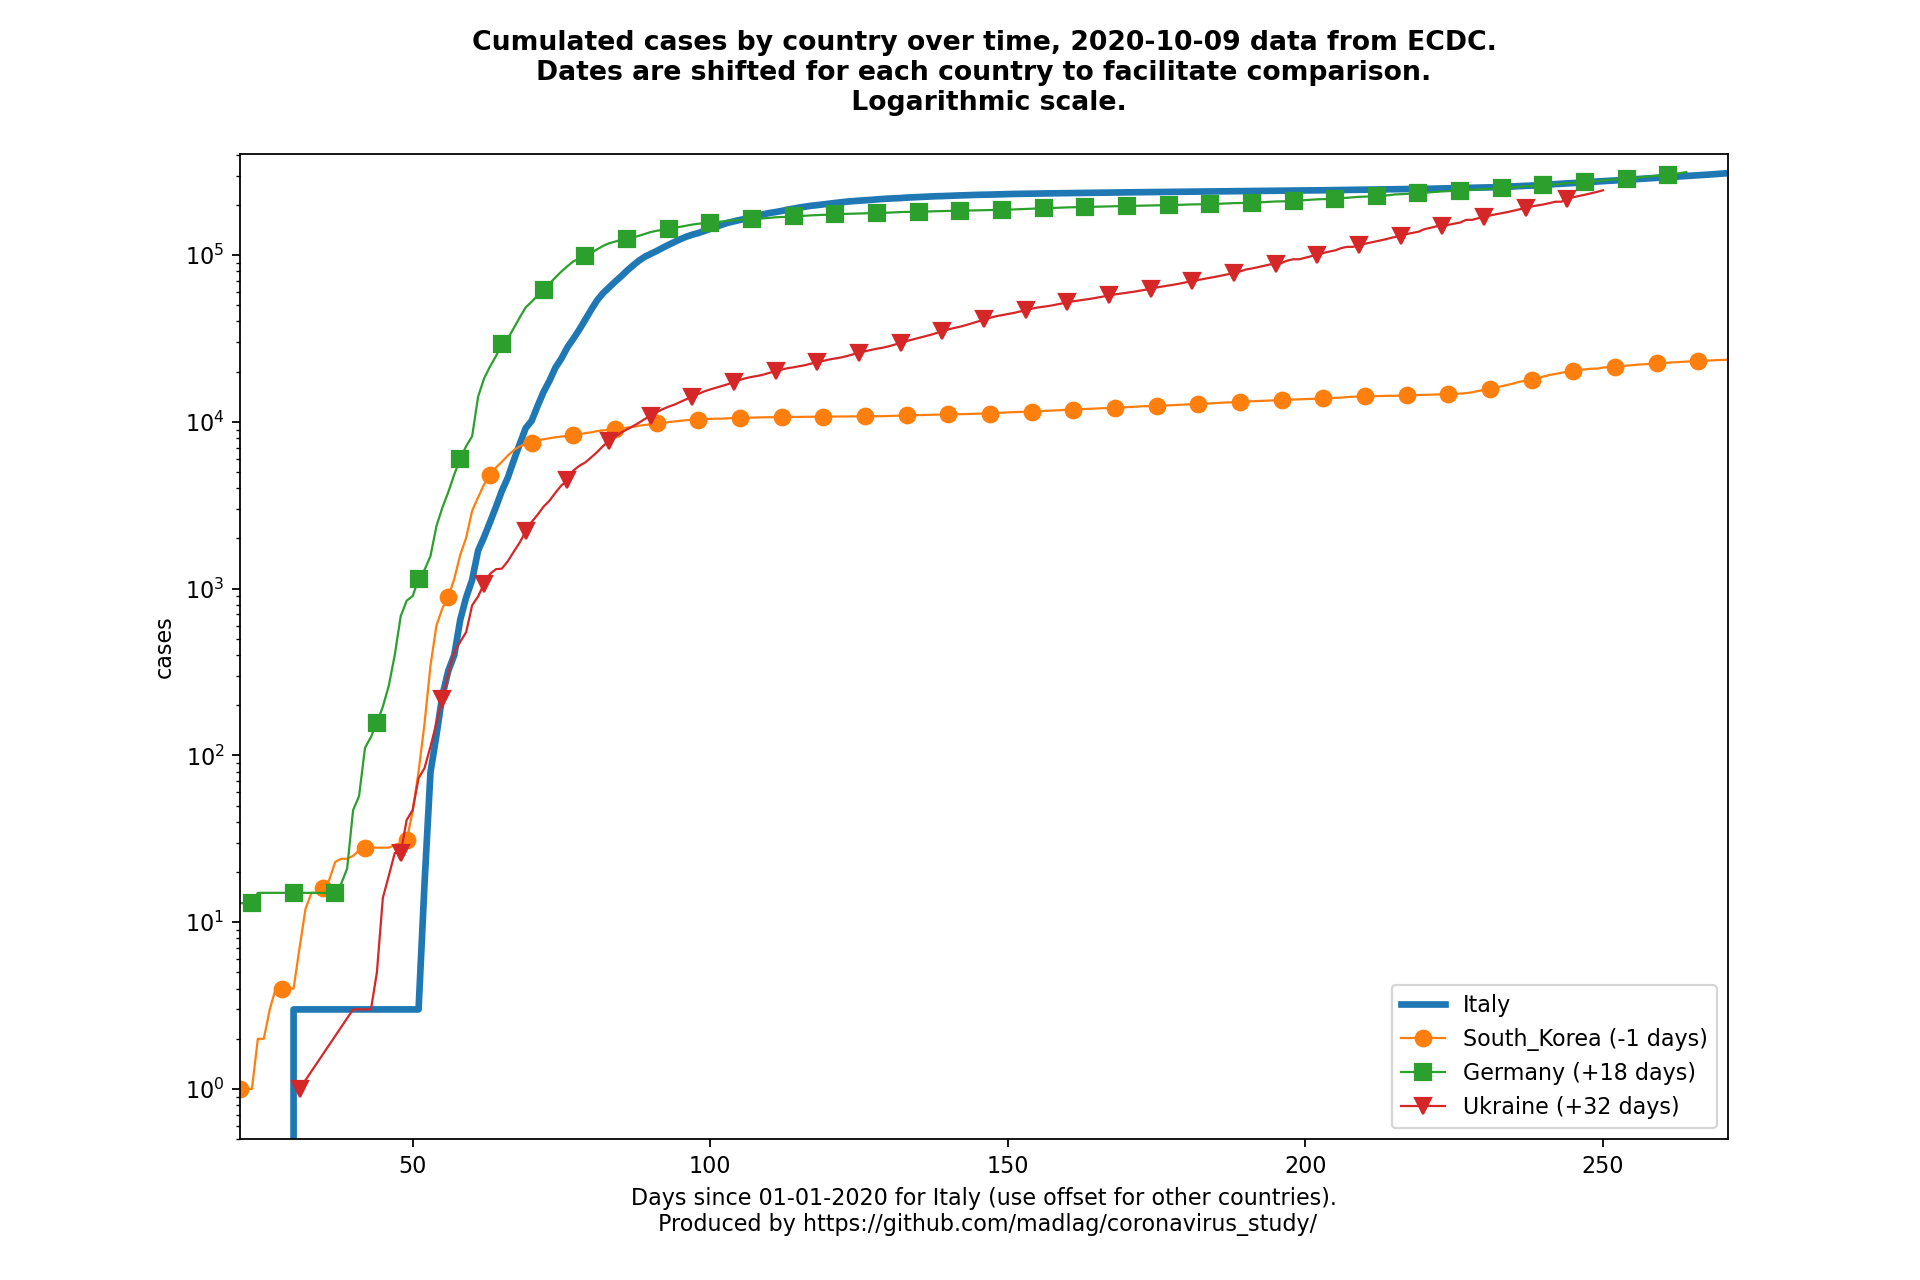 Cumulated cases by country over time, 2020-10-09 data from ECDC.
Dates are shifted for each country to facilitate comparison.
Logarithmic scale.
cases
10^5
10^4
10^3
10^2
10^1
10^0
Italy
South_Korea (-1 days)
Germany (+18 days)
Ukraine (+32 days)
50 100 150 200 250
Days since 01-01-2020 for Italy (use offset for other countries).
Produced by https://github.com/madlag/coronavirus_study/